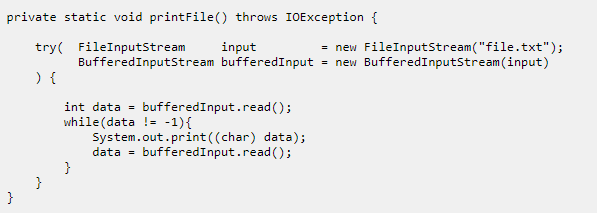 private static void printFile() throws IOException {
try(  FileInputStream     input         = new FileInputStream("file.txt");
BufferedInputStream bufferedInput = new BufferedInputStream(input)
) {
int data = bufferedInput.read();
while(data != -1){
System.out.print((char) data);
data = bufferedInput.read();
}
}
}